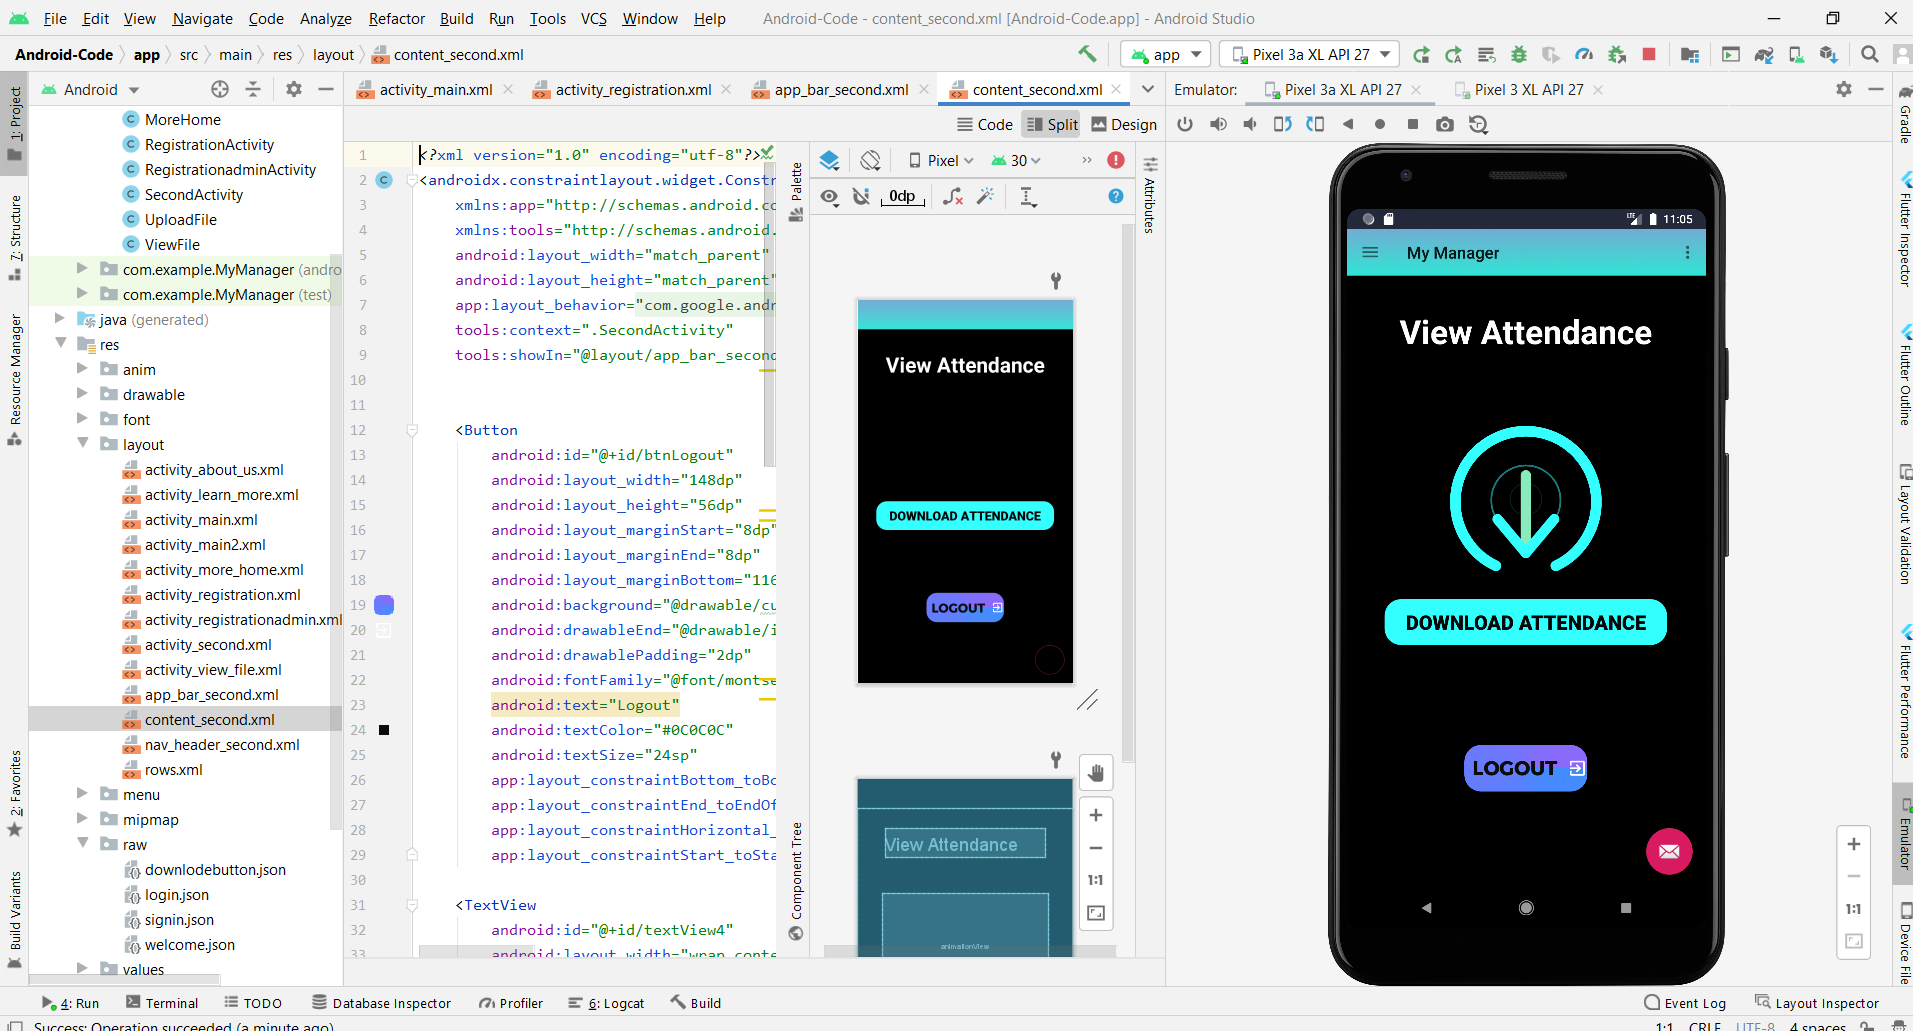 File Edit View Navigate Code Analyze Refactor Build Run Tools VCS Window Help Android-Code - content_second.xml [Android-Code.app] - Android Studio
Android-Code app src main res layout content_second.xml app Pixel 3a XL API 27
Android activity_main.xml activity_registration.xml app_bar_second.xml content_second.xml Emulator: Pixel 3a XL API 27 Pixel 3 XL API 27
Code Split Design
1: Project
7: Structure
Resource Manager
2: Favorites
Build Variants
MoreHome
RegistrationActivity
RegistrationadminActivity
SecondActivity
UploadFile
ViewFile
com.example.MyManager (andro
com.example.MyManager (test)
java (generated)
res
anim
drawable
font
layout
activity_about_us.xml
activity_learn_more.xml
activity_main.xml
activity_main2.xml
activity_more_home.xml
activity_registration.xml
activity_registrationadmin.xml
activity_second.xml
activity_view_file.xml
app_bar_second.xml
content_second.xml
nav_header_second.xml
rows.xml
menu
mipmap
raw
downlodebutton.json
login.json
signin.json
welcome.json
values
1 <?xml version="1.0" encoding="utf-8"?>
2 <androidx.constraintlayout.widget.Constr
3 xmlns:app="http://schemas.android.co
4 xmlns:tools="http://schemas.android.
5 android:layout_width="match_parent"
6 android:layout_height="match_parent"
7 app:layout_behavior="com.google.andr
8 tools:context=".SecondActivity"
9 tools:showIn="@layout/app_bar_second
10
11
12 <Button
13 android:id="@+id/btnLogout"
14 android:layout_width="148dp"
15 android:layout_height="56dp"
16 android:layout_marginStart="8dp"
17 android:layout_marginEnd="8dp"
18 android:layout_marginBottom="116
19 android:background="@drawable/cu
20 android:drawableEnd="@drawable/i
21 android:drawablePadding="2dp"
22 android:fontFamily="@font/montse
23 android:text="Logout"
24 android:textColor="#0C0C0C"
25 android:textSize="24sp"
26 app:layout_constraintBottom_toBo
27 app:layout_constraintEnd_toEndOf
28 app:layout_constraintHorizontal_
29 app:layout_constraintStart_toSta
30
31 <TextView
32 android:id="@+id/textView4"
33 android:layout_width="wrap_conte
Palette
Component Tree
Pixel 30
0dp
Attributes
View Attendance
DOWNLOAD ATTENDANCE
LOGOUT
View Attendance
animationView
1:1
LTE 11:05
My Manager
View Attendance
DOWNLOAD ATTENDANCE
LOGOUT
1:1
Gradle
Flutter Inspector
Flutter Outline
Layout Validation
Flutter Performance
Emulator
Device File
4: Run Terminal TODO Database Inspector Profiler 6: Logcat Build Event Log Layout Inspector
Success: Operation succeeded (a minute ago) 1:1 CRLF UTF-8 4 spaces